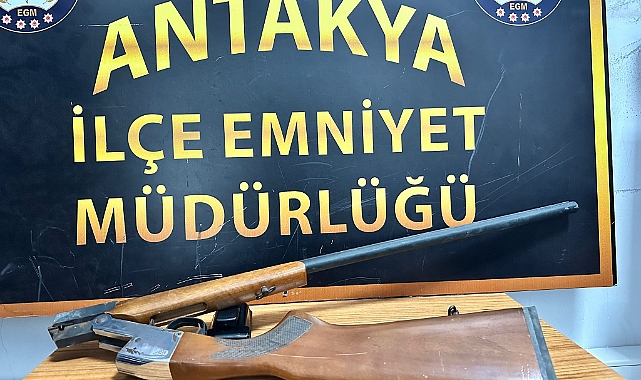 EGM
EGM
ANTAKYA
İLÇE EMNİYET
MÜDÜRLÜĞÜ